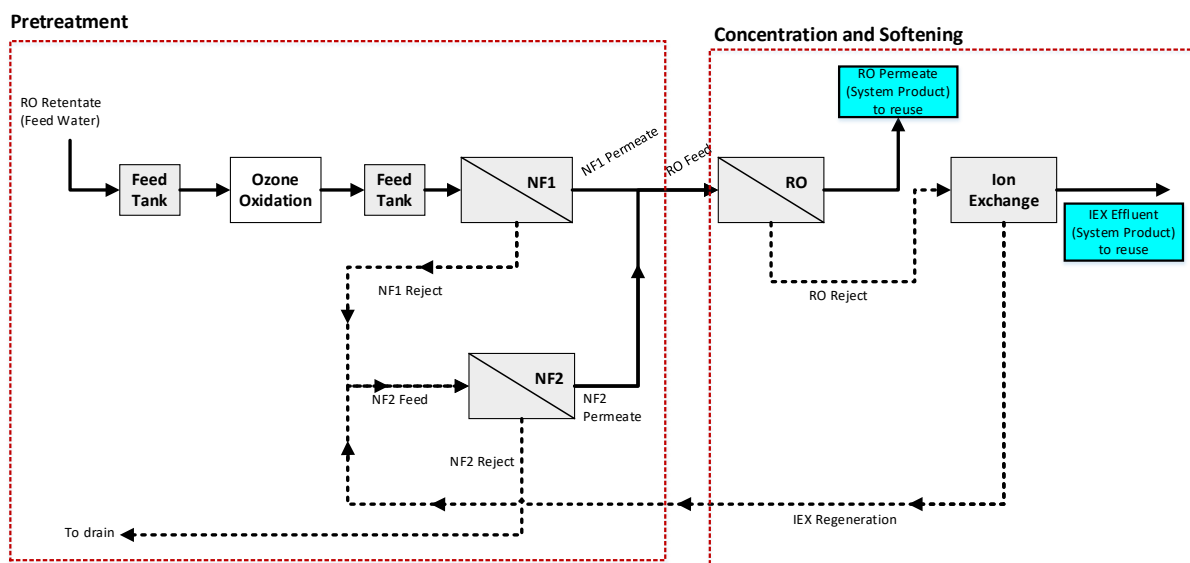 Pretreatment
Concentration and Softening
RO Retentate
(Feed Water)
Feed
Tank
Ozone
Oxidation
Feed
Tank
NF1
NF1 Permeate
RO Feed
RO
RO Permeate
(System Product)
to reuse
Ion
Exchange
IEX Effluent
(System Product)
to reuse
NF1 Reject
RO Reject
NF2 Feed
NF2
NF2
Permeate
NF2 Reject
IEX Regeneration
To drain